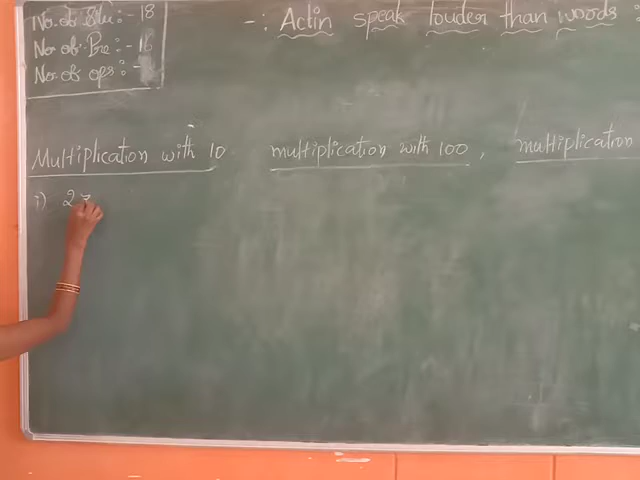 No. of Stu :- 18
No. of Pre :- 16
No. of aps :-
-: Actin speak louder than woods :
Multiplication with 10
multiplication with 100,
multiplication
i) 2